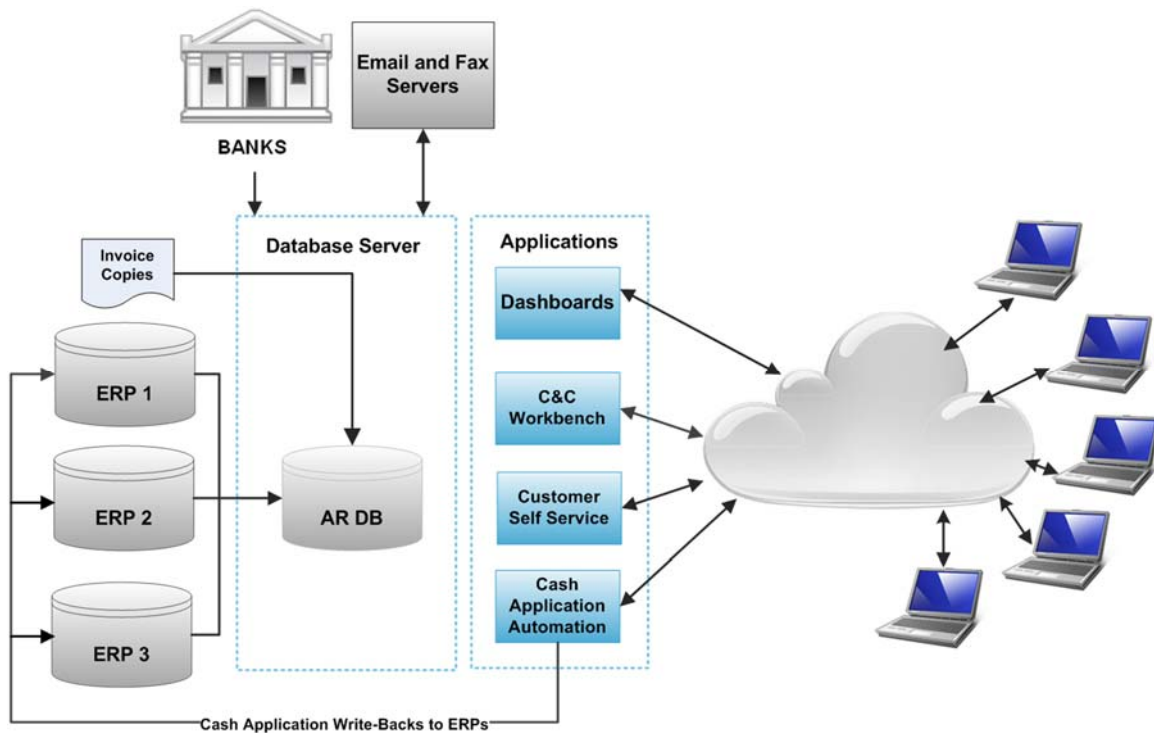 Email and Fax
Servers
BANKS
Database Server
Applications
Invoice
Copies
Dashboards
ERP 1
C&C
Workbench
ERP 2
AR DB
Customer
Self Service
Cash
Application
Automation
ERP 3
Cash Application Write-Backs to ERPs